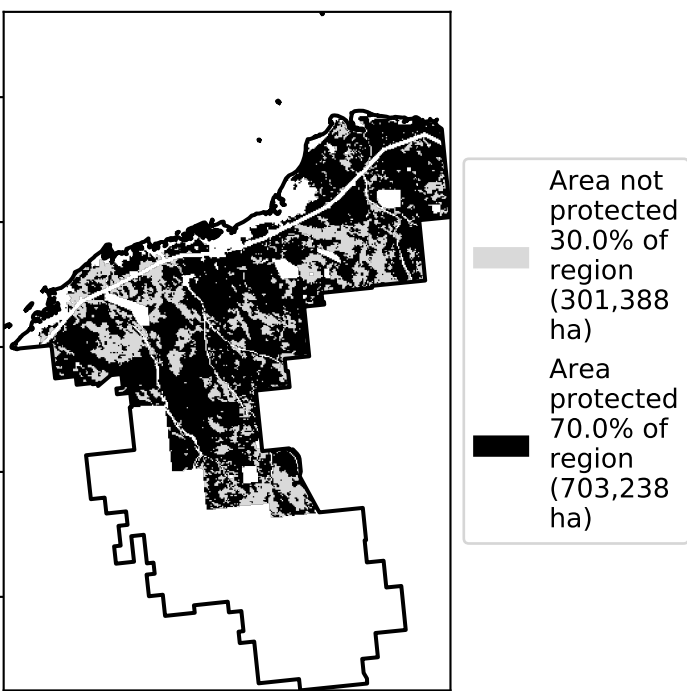 Area not
protected
30.0% of
region
(301,388
ha)
Area
protected
70.0% of
region
(703,238
ha)